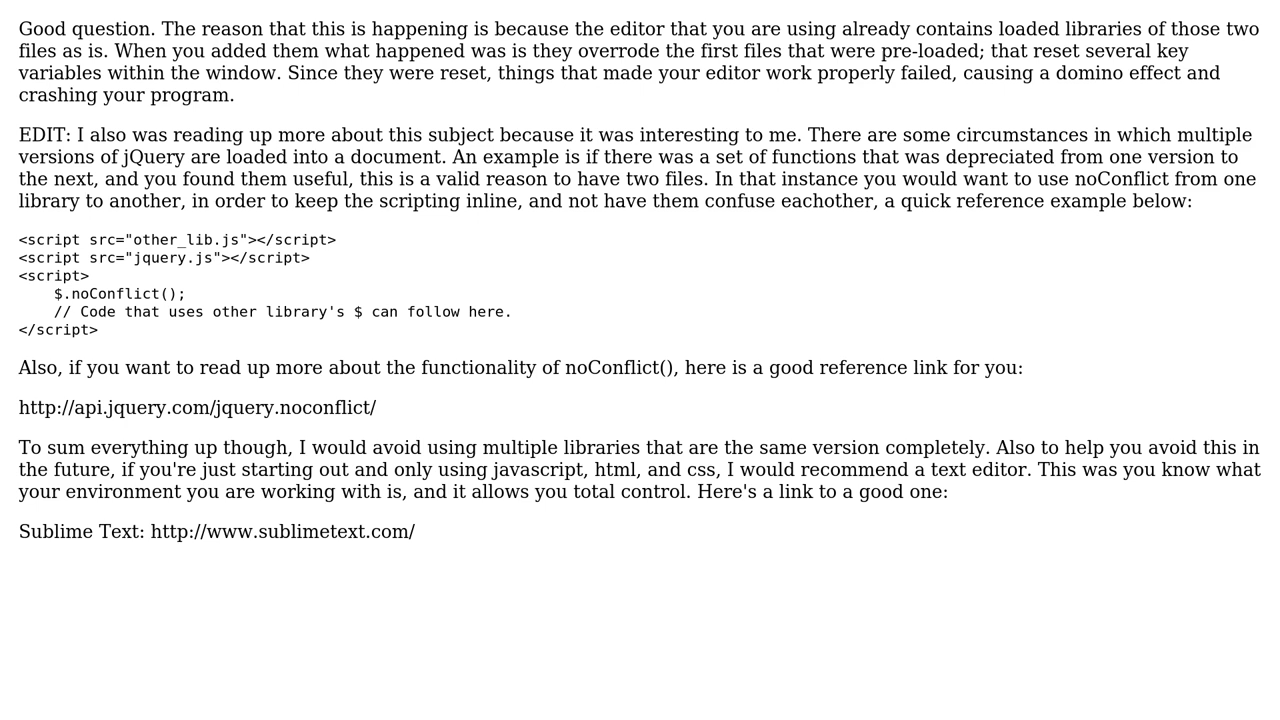 Good question. The reason that this is happening is because the editor that you are using already contains loaded libraries of those two
files as is. When you added them what happened was is they overrode the first files that were pre-loaded; that reset several key
variables within the window. Since they were reset, things that made your editor work properly failed, causing a domino effect and
crashing your program.
EDIT: I also was reading up more about this subject because it was interesting to me. There are some circumstances in which multiple
versions of jQuery are loaded into a document. An example is if there was a set of functions that was depreciated from one version to
the next, and you found them useful, this is a valid reason to have two files. In that instance you would want to use noConflict from one
library to another, in order to keep the scripting inline, and not have them confuse eachother, a quick reference example below:
<script src="other_lib.js"></script>
<script src="jquery.js"></script>
<script>
    $.noConflict();
    // Code that uses other library's $ can follow here.
</script>
Also, if you want to read up more about the functionality of noConflict(), here is a good reference link for you:
http://api.jquery.com/jquery.noconflict/
To sum everything up though, I would avoid using multiple libraries that are the same version completely. Also to help you avoid this in
the future, if you're just starting out and only using javascript, html, and css, I would recommend a text editor. This was you know what
your environment you are working with is, and it allows you total control. Here's a link to a good one:
Sublime Text: http://www.sublimetext.com/